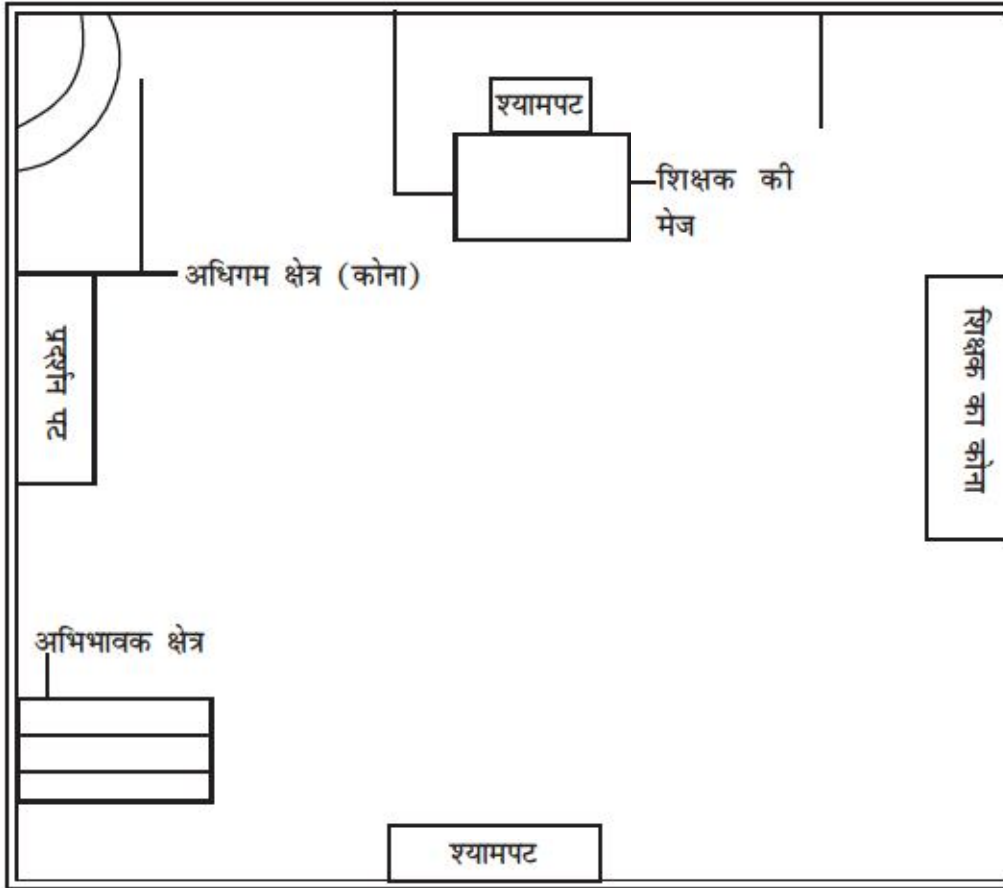 श्यामपट
शिक्षक की
मेज
अधिगम क्षेत्र (कोना)
प्रदर्शन पट
शिक्षक का कोना
अभिभावक क्षेत्र
श्यामपट